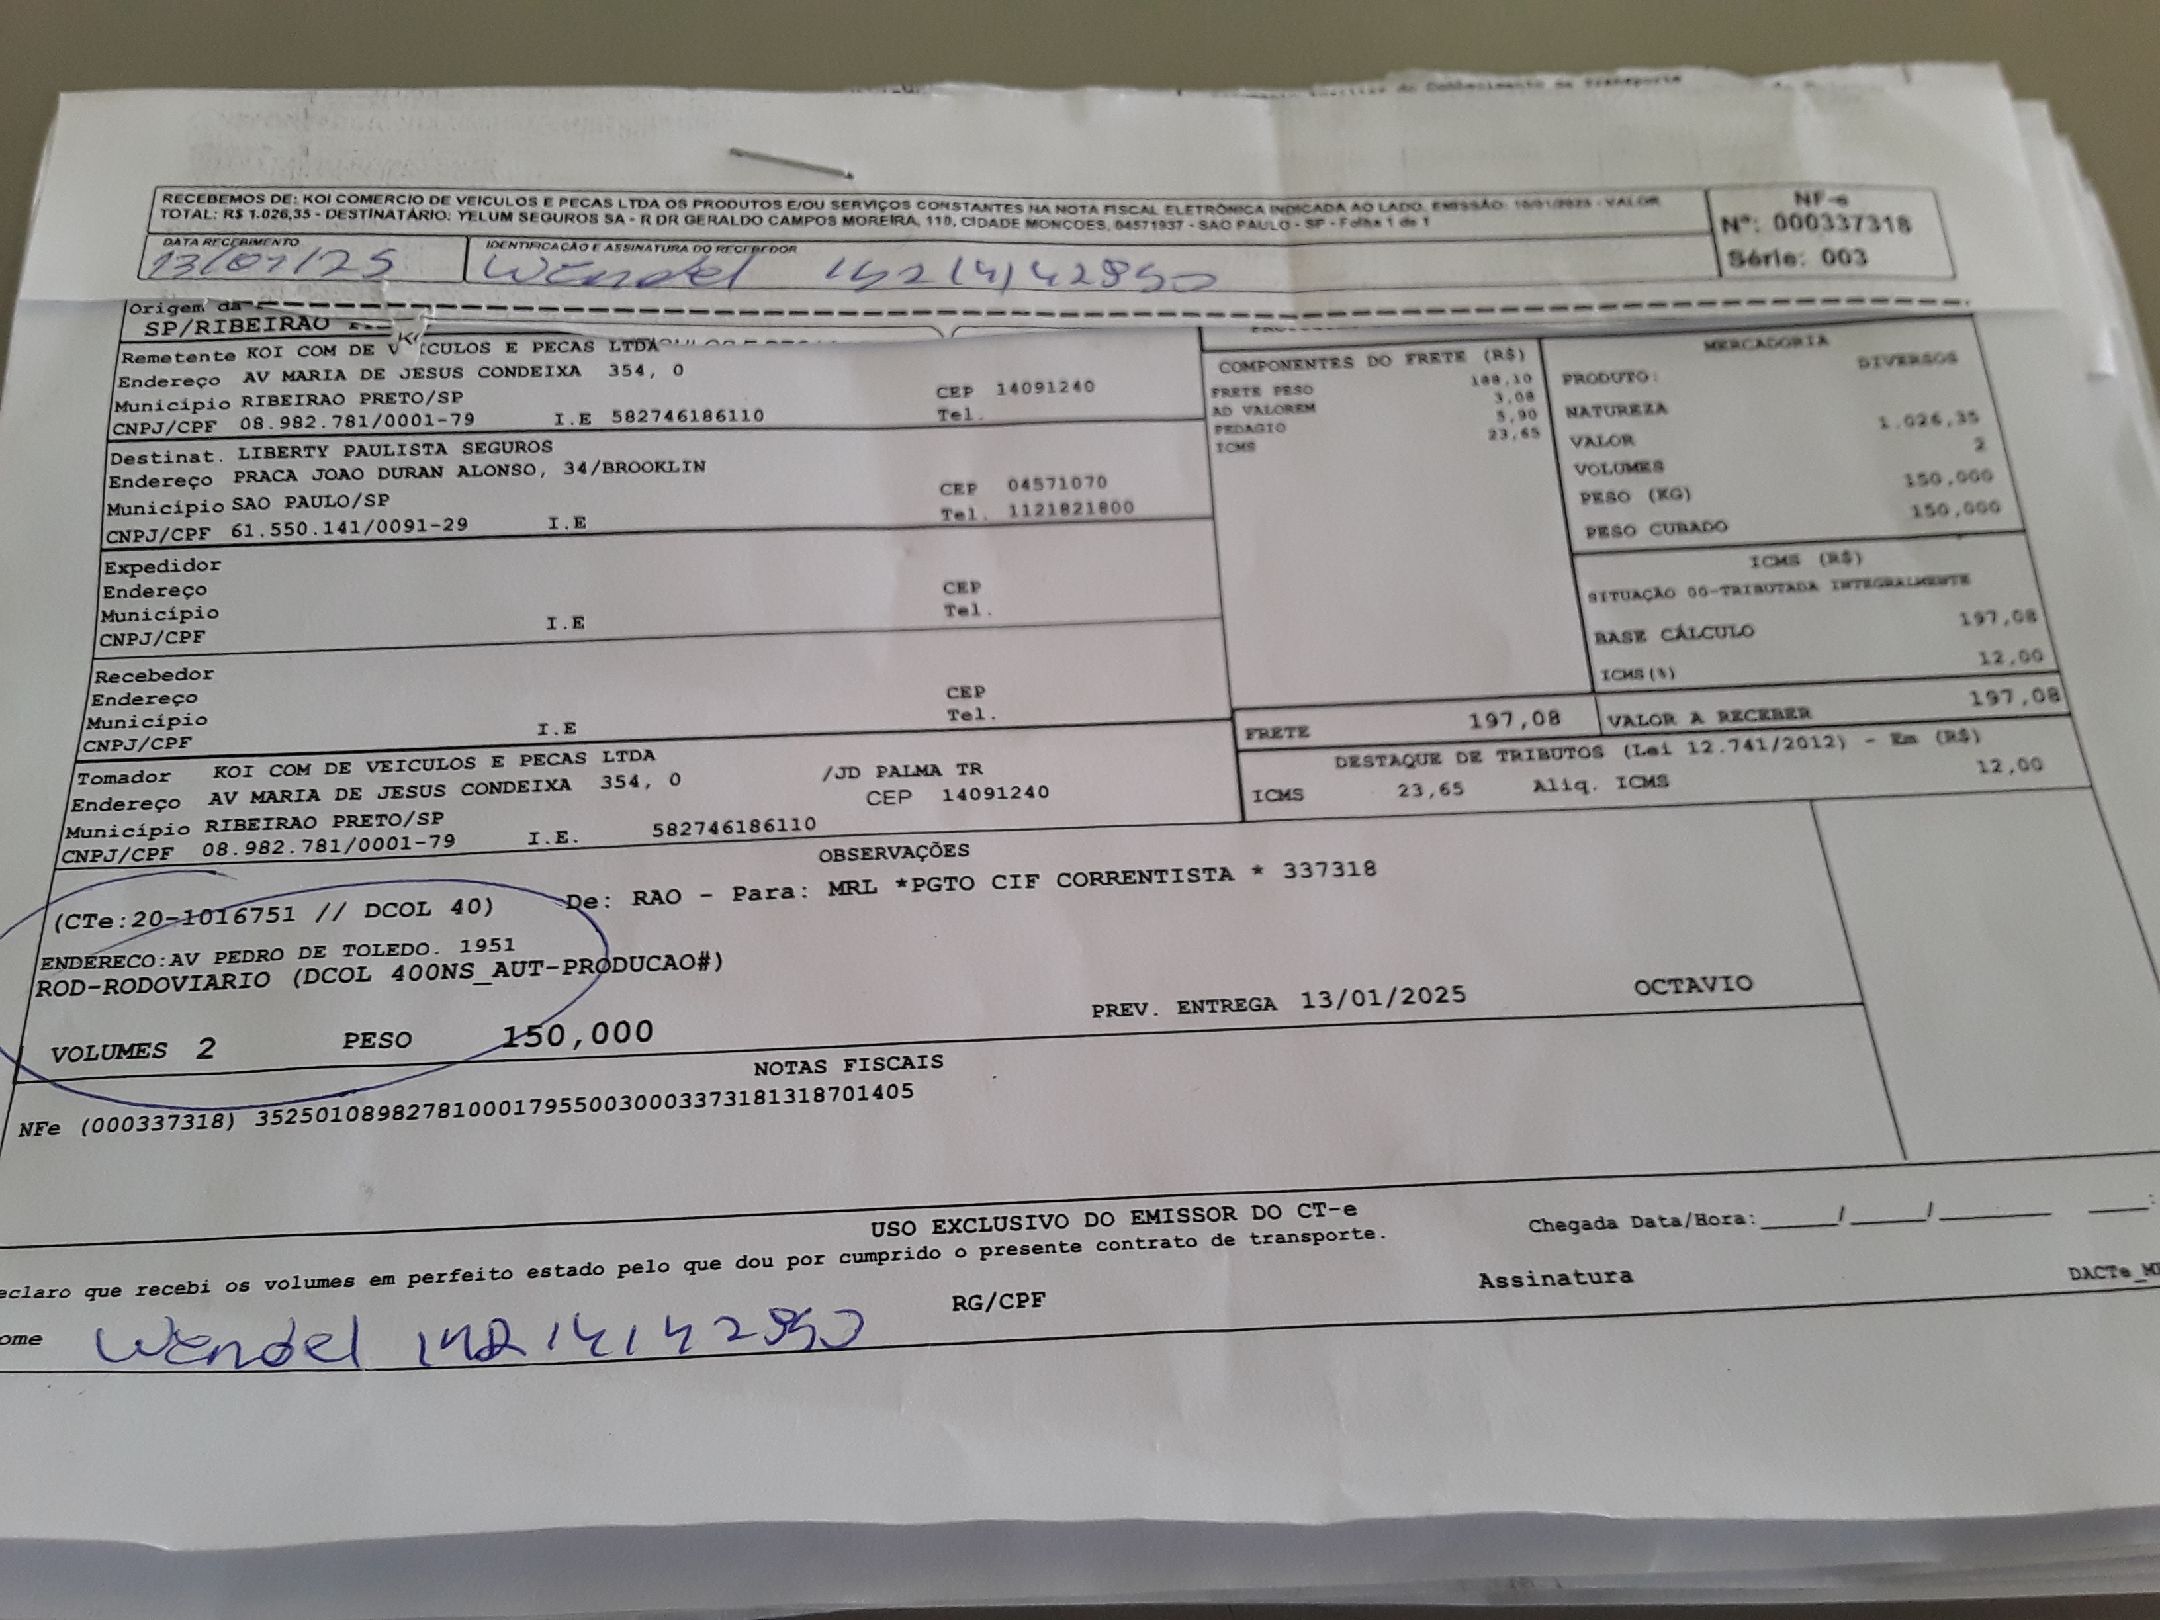 Conhecimento de Transporte
RECEBEMOS DE: KOI COMERCIO DE VEICULOS E PECAS LTDA OS PRODUTOS E/OU SERVIÇOS CONSTANTES NA NOTA FISCAL ELETRÔNICA INDICADA AO LADO. EMISSÃO: 10/01/2025 - VALOR
TOTAL: R$ 1.026,35 - DESTINATÁRIO: YELUM SEGUROS SA - R DR GERALDO CAMPOS MOREIRA, 110, CIDADE MONCOES, 04571937 - SAO PAULO - SP - Folha 1 de 1
NF-e
Nº: 000337318
Série: 003
DATA RECEBIMENTO
13/01/25
IDENTIFICAÇÃO E ASSINATURA DO RECEBEDOR
Wendel
Origem da
SP/RIBEIRAO
Remetente KOI COM DE VEICULOS E PECAS LTDA
Endereço AV MARIA DE JESUS CONDEIXA 354, 0
Município RIBEIRAO PRETO/SP CEP 14091240
CNPJ/CPF 08.982.781/0001-79 I.E 582746186110 Tel.
Destinat. LIBERTY PAULISTA SEGUROS
Endereço PRACA JOAO DURAN ALONSO, 34/BROOKLIN
Município SAO PAULO/SP CEP 04571070
CNPJ/CPF 61.550.141/0091-29 I.E Tel. 1121821800
Expedidor
Endereço CEP
Município Tel.
CNPJ/CPF I.E
Recebedor
Endereço CEP
Município Tel.
CNPJ/CPF I.E
Tomador KOI COM DE VEICULOS E PECAS LTDA
Endereço AV MARIA DE JESUS CONDEIXA 354, 0 /JD PALMA TR
Município RIBEIRAO PRETO/SP CEP 14091240
CNPJ/CPF 08.982.781/0001-79 I.E. 582746186110
COMPONENTES DO FRETE (R$)
FRETE PESO
AD VALOREM 3,08
PEDAGIO 5,90
ICMS 23,65
MERCADORIA
PRODUTO: DIVERSOS
NATUREZA
VALOR 1.026,35
VOLUMES 2
PESO (KG) 150,000
PESO CUBADO 150,000
ICMS (R$)
SITUAÇÃO 00-TRIBUTADA INTEGRALMENTE
BASE CÁLCULO 197,08
ICMS(%) 12,00
FRETE 197,08 VALOR A RECEBER 197,08
DESTAQUE DE TRIBUTOS (Lei 12.741/2012) - Em (R$)
ICMS 23,65 Aliq. ICMS 12,00
OBSERVAÇÕES
(CTe:20-1016751 // DCOL 40) De: RAO - Para: MRL *PGTO CIF CORRENTISTA * 337318
ENDERECO:AV PEDRO DE TOLEDO. 1951
ROD-RODOVIARIO (DCOL 400NS_AUT-PRODUCAO#)
PREV. ENTREGA 13/01/2025 OCTAVIO
VOLUMES 2 PESO 150,000
NOTAS FISCAIS
NFe (000337318) 35250108982781000179550030003373181318701405
USO EXCLUSIVO DO EMISSOR DO CT-e
eclaro que recebi os volumes em perfeito estado pelo que dou por cumprido o presente contrato de transporte.
Chegada Data/Hora:_____/_____/_______ ____:
ome Wendel RG/CPF Assinatura